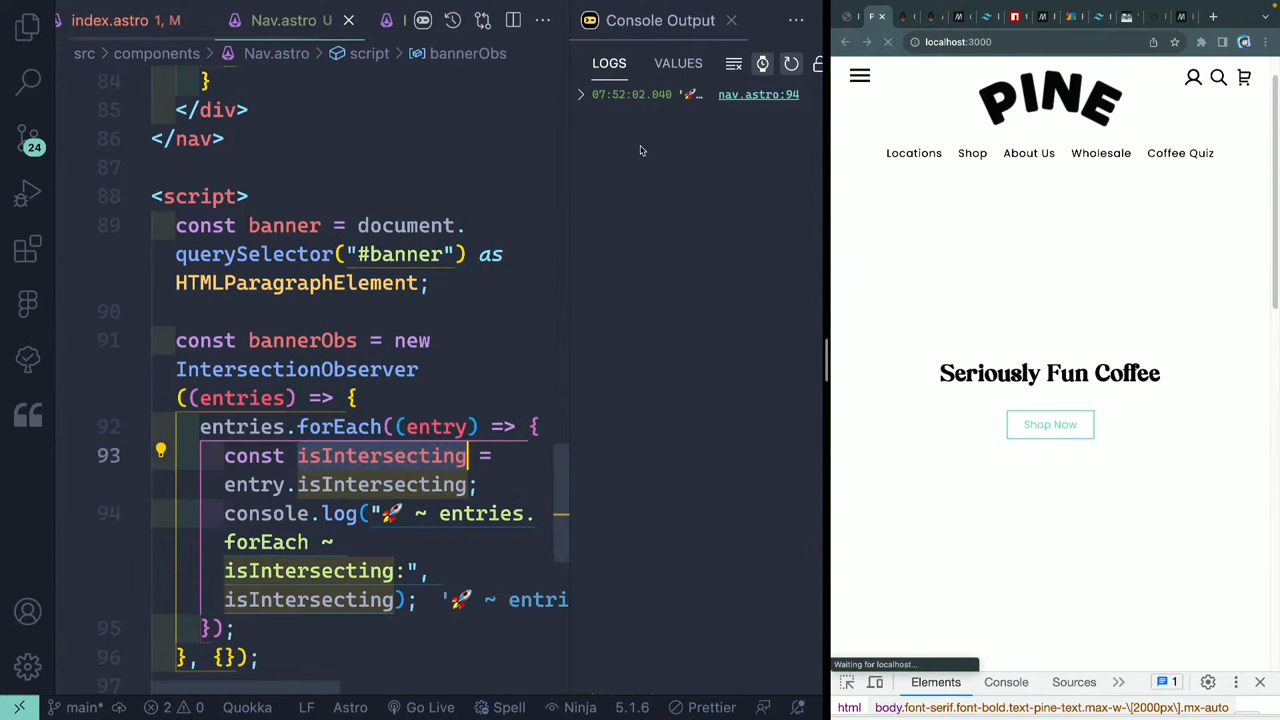 index.astro 1, M
Nav.astro U
src components Nav.astro script bannerObs
84 }
85 </div>
86 </nav>
87
88 <script>
89 const banner = document.
querySelector("#banner") as
HTMLParagraphElement;
90
91 const bannerObs = new
IntersectionObserver
((entries) => {
92 entries.forEach((entry) => {
93 const isIntersecting =
entry.isIntersecting;
94 console.log("🚀 ~ entries.
forEach ~
isIntersecting:",
isIntersecting); '🚀 ~ entri
95 });
96 }, {});
97
24
main* 2 0 Quokka LF Astro Go Live Spell Ninja 5.1.6 Prettier
Console Output
LOGS VALUES
07:52:02.040 '🚀… nav.astro:94
localhost:3000
PINE
Locations Shop About Us Wholesale Coffee Quiz
Seriously Fun Coffee
Shop Now
Waiting for localhost...
Elements Console Sources 1
html body.font-serif.font-bold.text-pine-text.max-w-\[2000px\].mx-auto